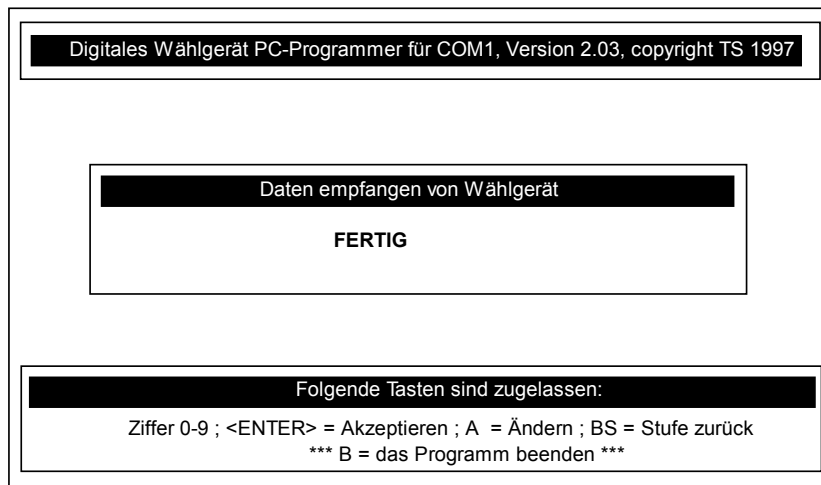 Digitales Wählgerät PC-Programmer für COM1, Version 2.03, copyright TS 1997
Daten empfangen von Wählgerät
FERTIG
Folgende Tasten sind zugelassen:
Ziffer 0-9 ; <ENTER> = Akzeptieren ; A = Ändern ; BS = Stufe zurück
*** B = das Programm beenden ***